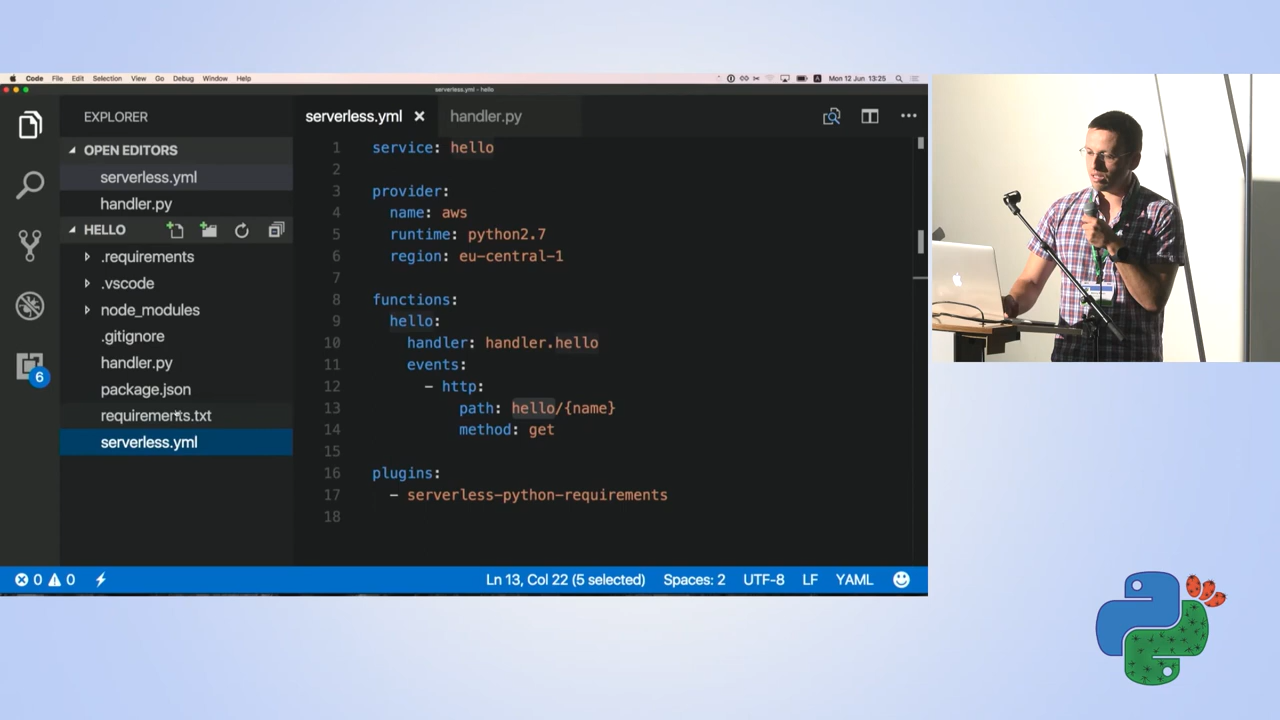 Code File Edit Selection View Go Debug Window Help
Mon 12 Jun 13:25
serverless.yml - hello
EXPLORER
OPEN EDITORS
serverless.yml
handler.py
HELLO
.requirements
.vscode
node_modules
.gitignore
handler.py
package.json
requirements.txt
serverless.yml
6
serverless.yml handler.py
1 service: hello
2
3 provider:
4 name: aws
5 runtime: python2.7
6 region: eu-central-1
7
8 functions:
9 hello:
10 handler: handler.hello
11 events:
12 - http:
13 path: hello/{name}
14 method: get
15
16 plugins:
17 - serverless-python-requirements
18
0 0 Ln 13, Col 22 (5 selected) Spaces: 2 UTF-8 LF YAML